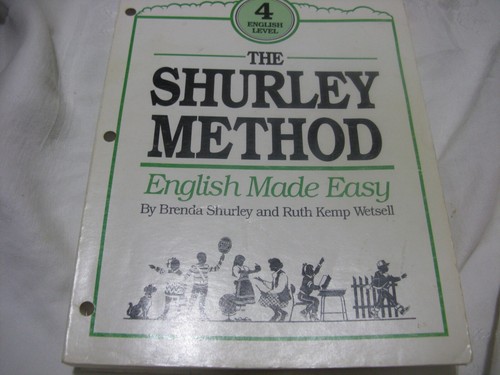 4
ENGLISH
LEVEL
THE
SHURLEY
METHOD
English Made Easy
By Brenda Shurley and Ruth Kemp Wetsell